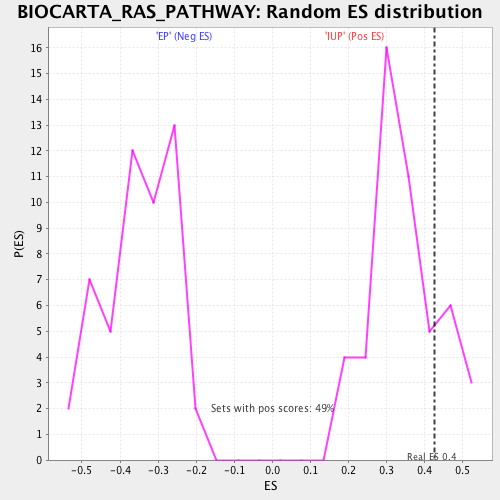 BIOCARTA_RAS_PATHWAY: Random ES distribution
'EP' (Neg ES) 'IUP' (Pos ES)
16
15
14
13
12
11
10
9
8
7
6
5
4
3
2
1
0
P(ES)
Sets with pos scores: 49%
Real ES 0.4
-0.5 -0.4 -0.3 -0.2 -0.1 0.0 0.1 0.2 0.3 0.4 0.5
ES